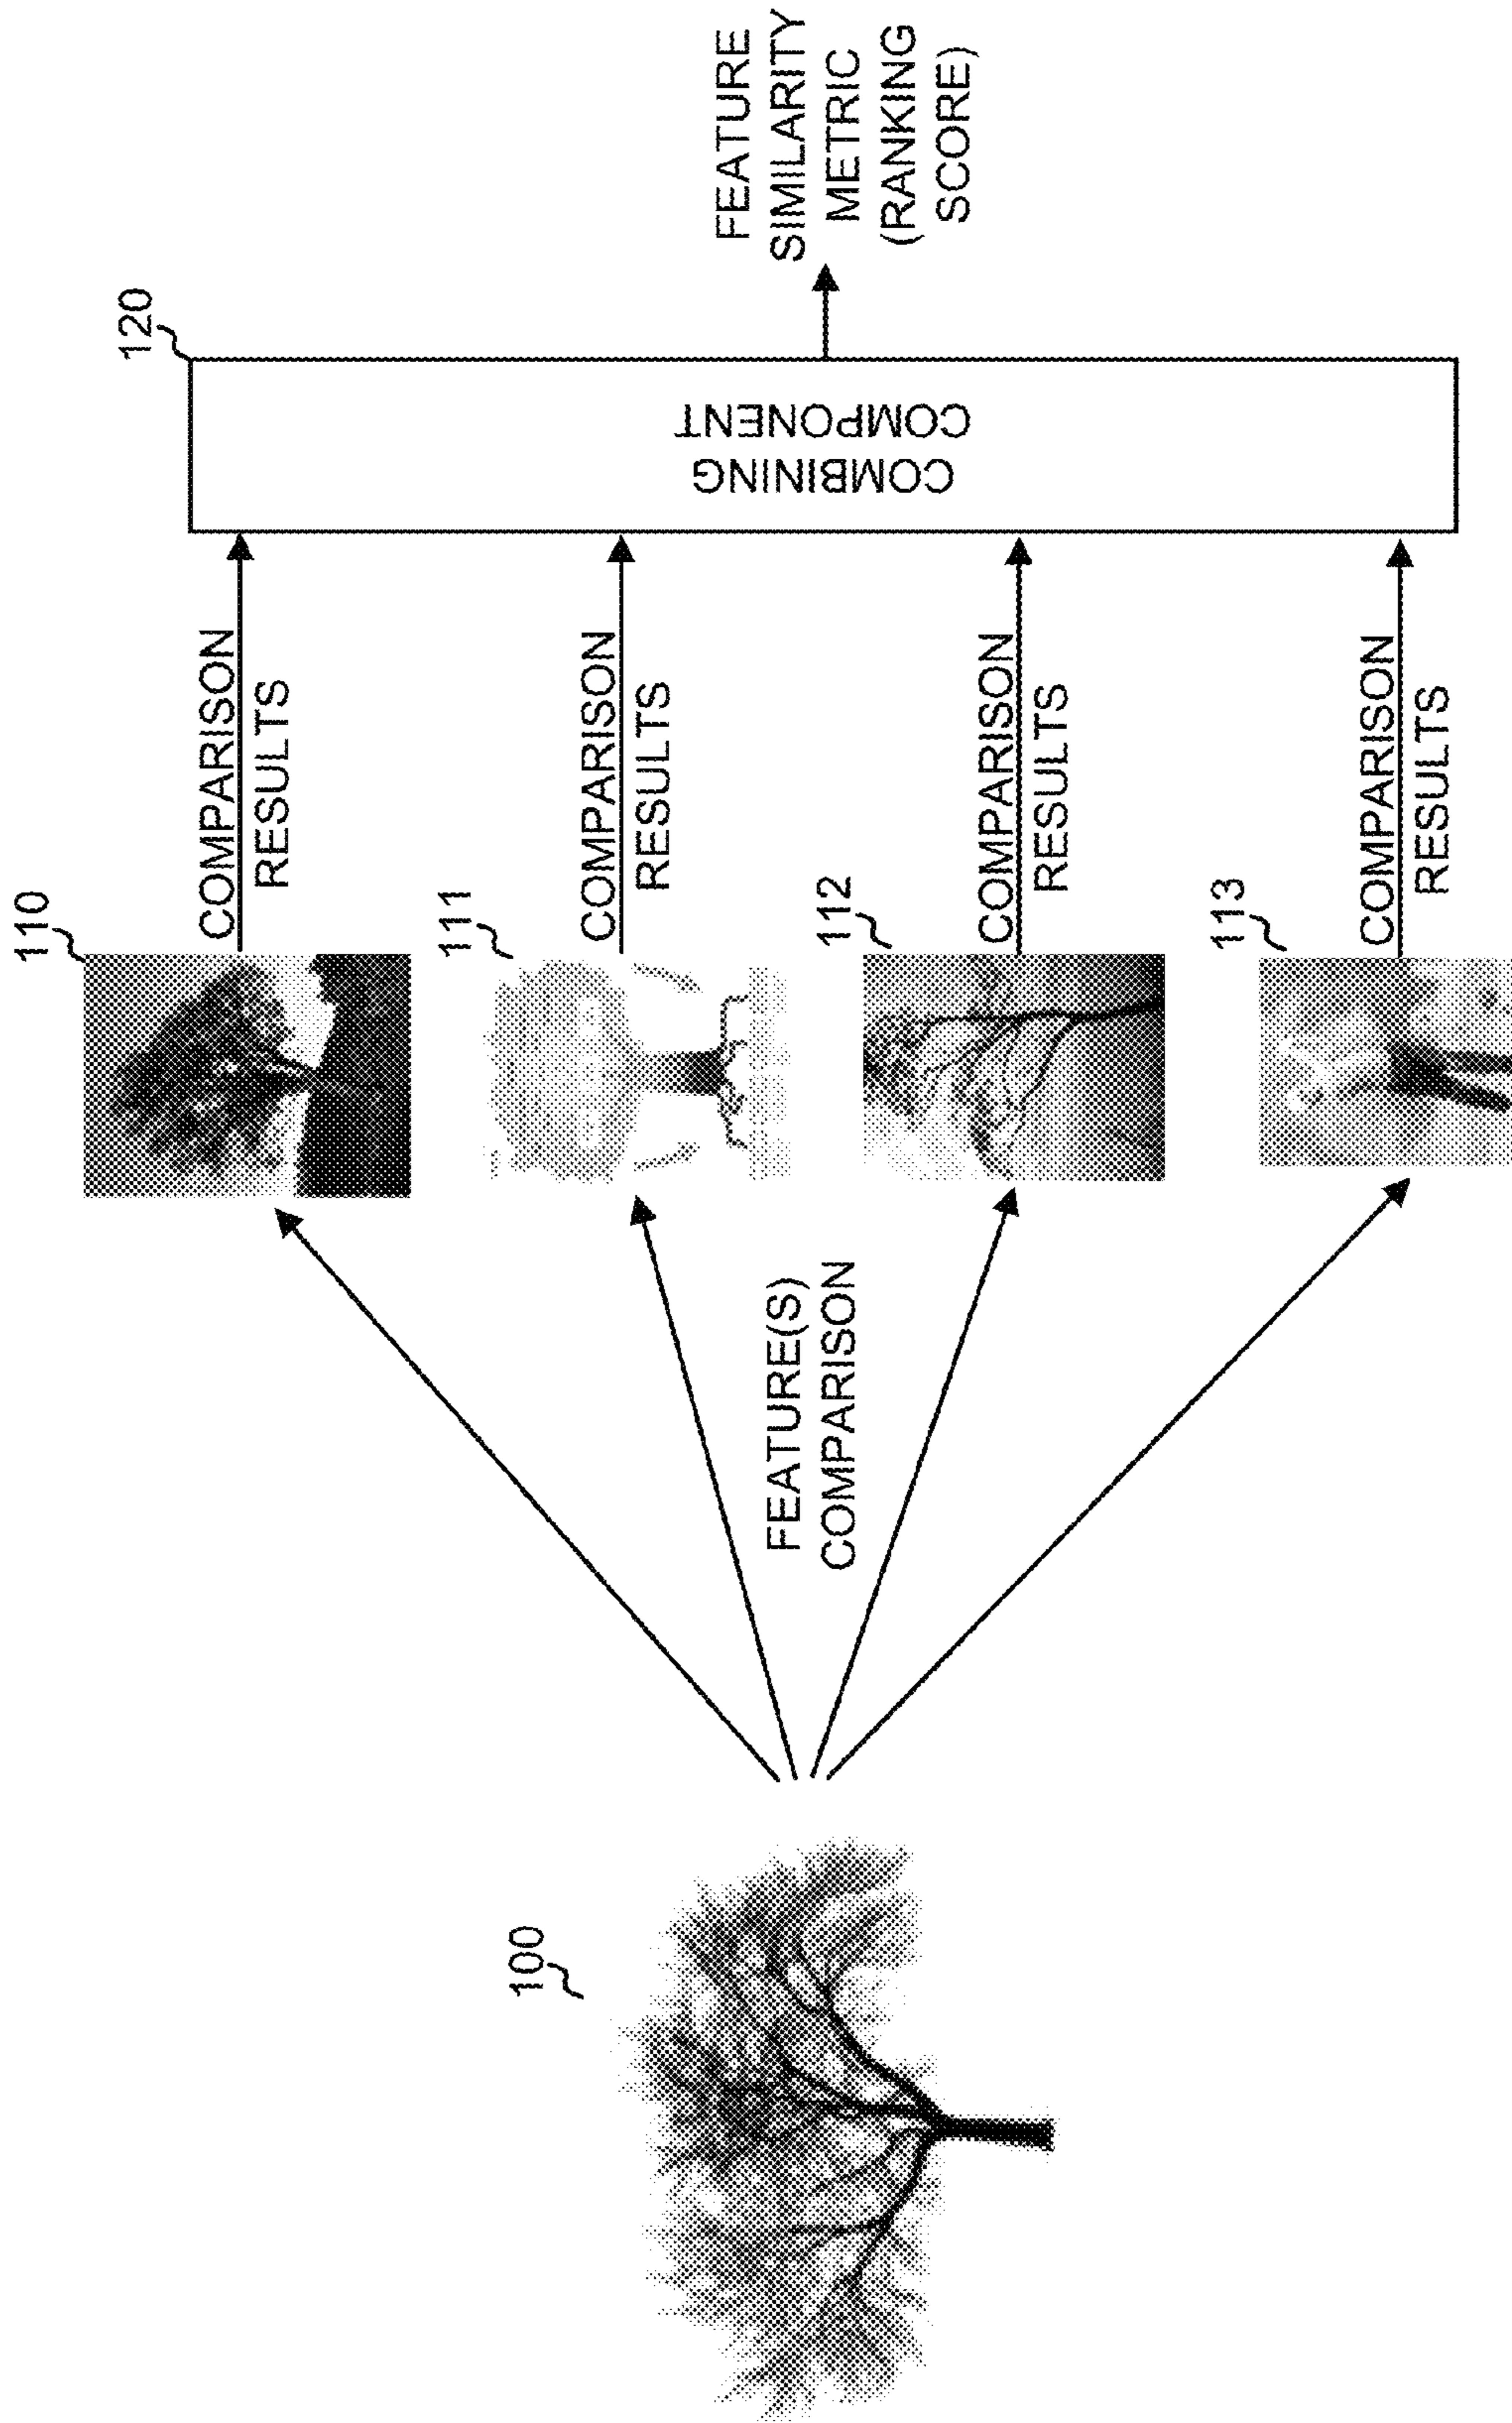 100
FEATURE(S)
COMPARISON
110
111
112
113
COMPARISON
RESULTS
COMPARISON
RESULTS
COMPARISON
RESULTS
COMPARISON
RESULTS
120
COMBINING
COMPONENT
FEATURE
SIMILARITY
METRIC
(RANKING
SCORE)